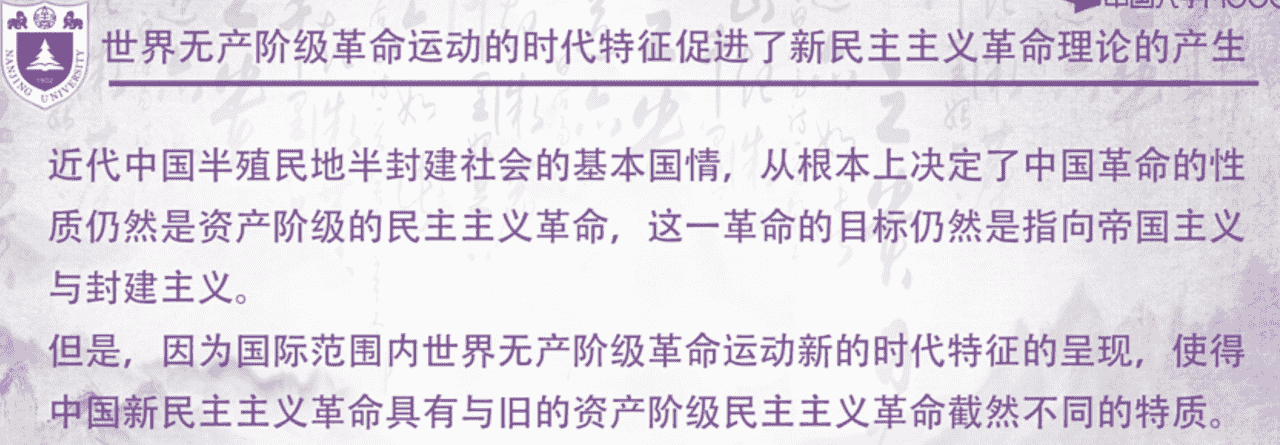 世界无产阶级革命运动的时代特征促进了新民主主义革命理论的产生
NANJING UNIVERSITY
1902
近代中国半殖民地半封建社会的基本国情，从根本上决定了中国革命的性
质仍然是资产阶级的民主主义革命，这一革命的目标仍然是指向帝国主义
与封建主义。
但是，因为国际范围内世界无产阶级革命运动新的时代特征的呈现，使得
中国新民主主义革命具有与旧的资产阶级民主主义革命截然不同的特质。